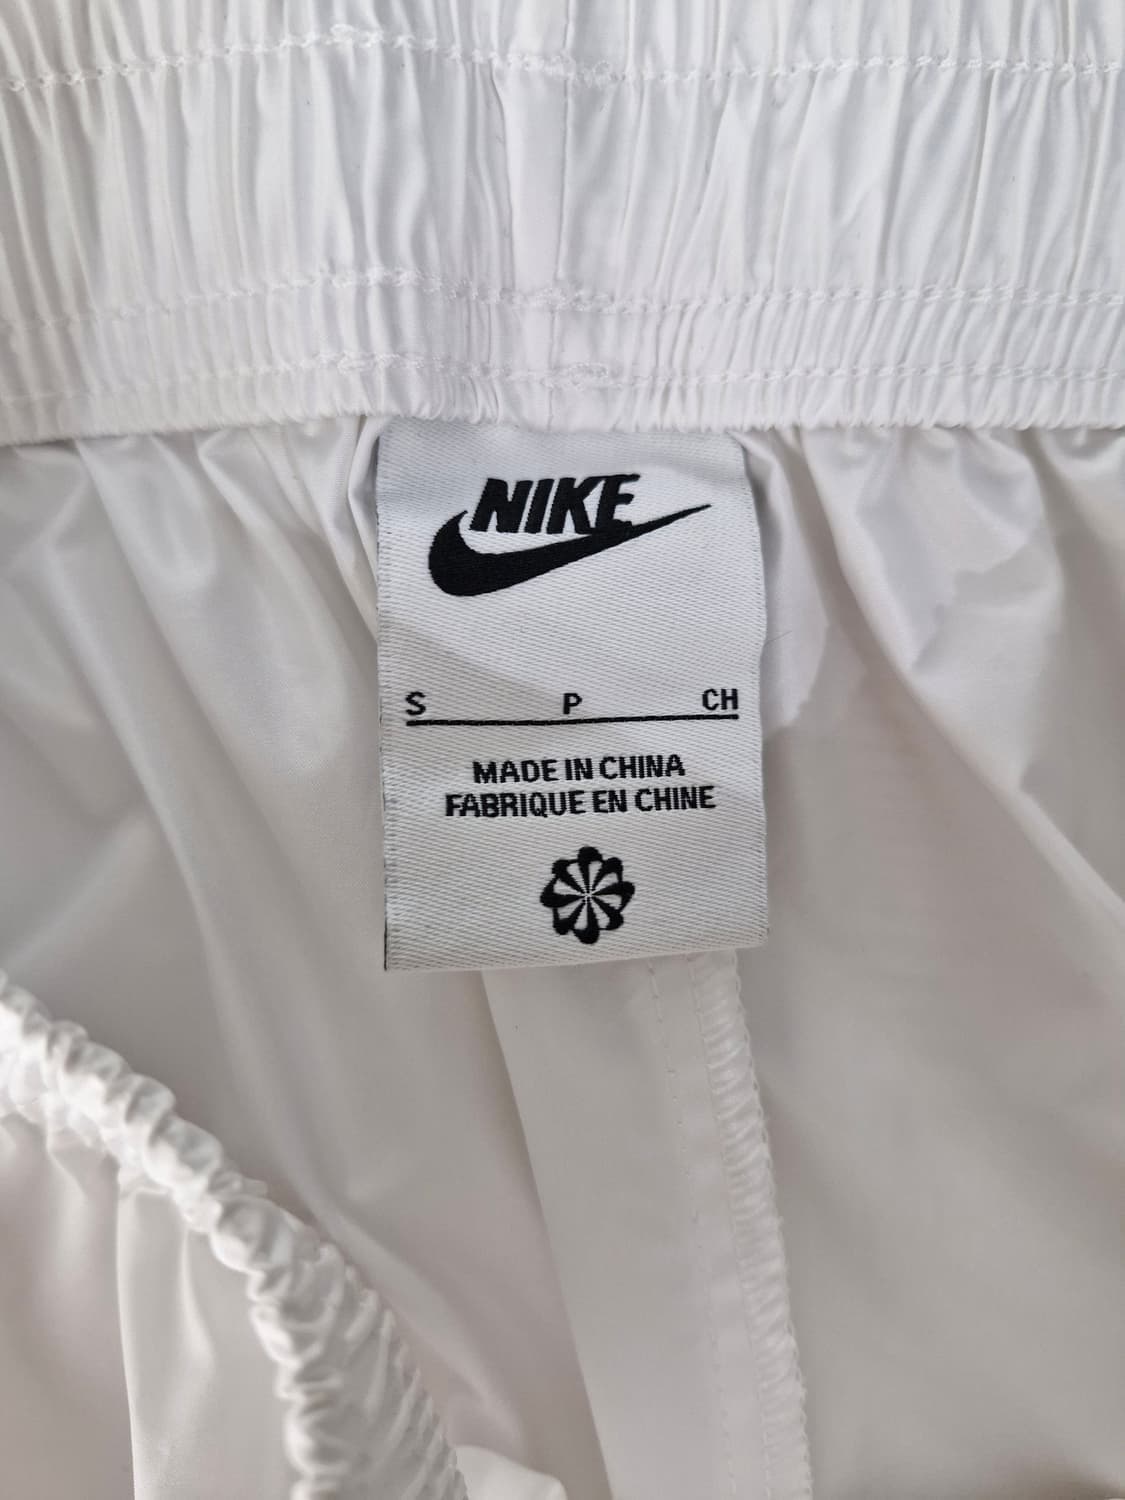 NIKE
S P CH
MADE IN CHINA
FABRIQUE EN CHINE